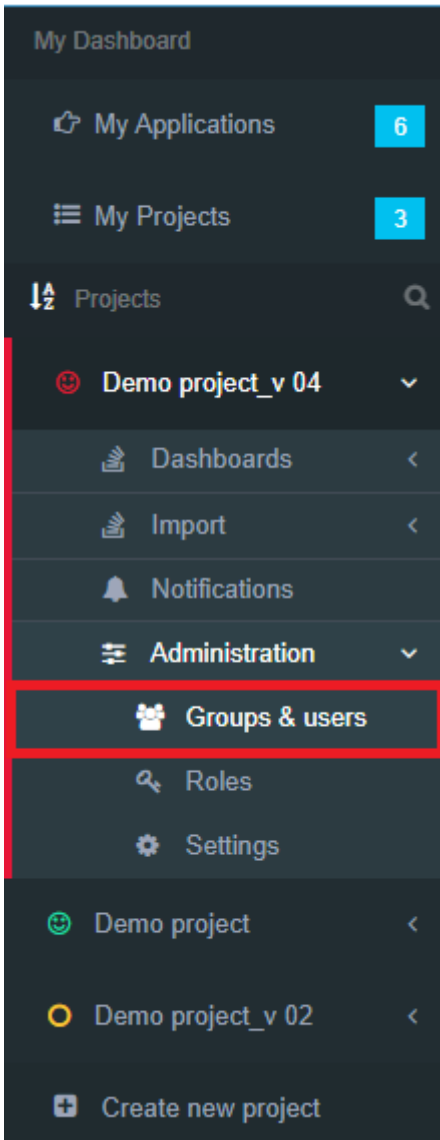 My Dashboard
My Applications 6
My Projects 3
Projects
Demo project_v 04
Dashboards
Import
Notifications
Administration
Groups & users
Roles
Settings
Demo project
Demo project_v 02
Create new project